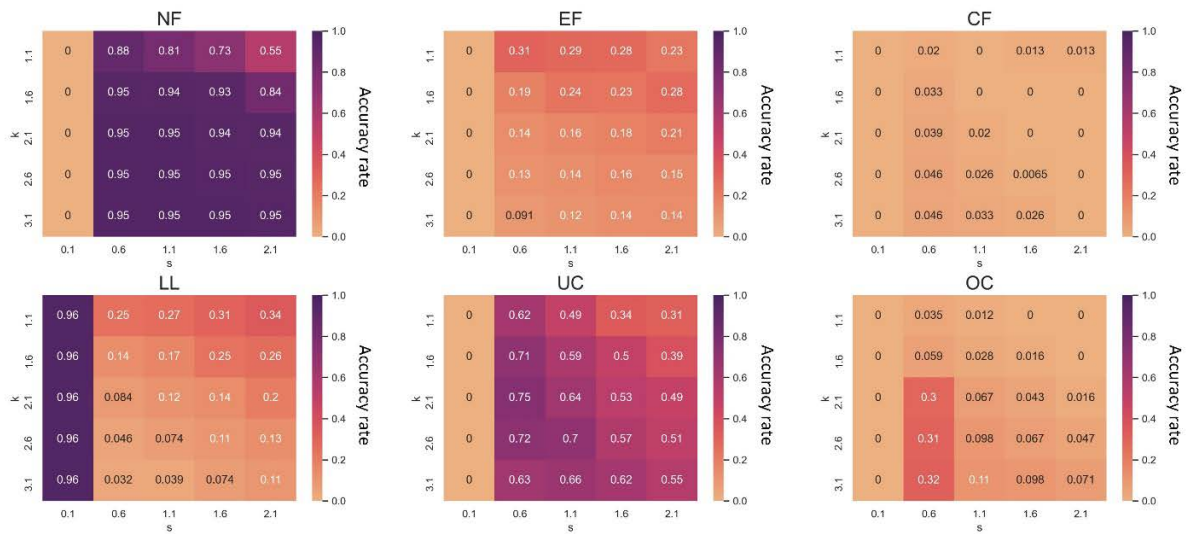 NF
EF
CF
1.1 0 0.88 0.81 0.73 0.55
1.6 0 0.95 0.94 0.93 0.84
2.1 0 0.95 0.95 0.94 0.94
2.6 0 0.95 0.95 0.95 0.95
3.1 0 0.95 0.95 0.95 0.95
k
0.1 0.6 1.1 1.6 2.1
s
1.0
0.8
0.6
0.4
0.2
0.0
Accuracy rate
1.1 0 0.31 0.29 0.28 0.23
1.6 0 0.19 0.24 0.23 0.28
2.1 0 0.14 0.16 0.18 0.21
2.6 0 0.13 0.14 0.16 0.15
3.1 0 0.091 0.12 0.14 0.14
k
0.1 0.6 1.1 1.6 2.1
s
1.0
0.8
0.6
0.4
0.2
0.0
Accuracy rate
1.1 0 0.02 0 0.013 0.013
1.6 0 0.033 0 0 0
2.1 0 0.039 0.02 0 0
2.6 0 0.046 0.026 0.0065 0
3.1 0 0.046 0.033 0.026 0
k
0.1 0.6 1.1 1.6 2.1
s
1.0
0.8
0.6
0.4
0.2
0.0
Accuracy rate
LL
UC
OC
1.1 0.96 0.25 0.27 0.31 0.34
1.6 0.96 0.14 0.17 0.25 0.26
2.1 0.96 0.084 0.12 0.14 0.2
2.6 0.96 0.046 0.074 0.11 0.13
3.1 0.96 0.032 0.039 0.074 0.11
k
0.1 0.6 1.1 1.6 2.1
s
1.0
0.8
0.6
0.4
0.2
0.0
Accuracy rate
1.1 0 0.62 0.49 0.34 0.31
1.6 0 0.71 0.59 0.5 0.39
2.1 0 0.75 0.64 0.53 0.49
2.6 0 0.72 0.7 0.57 0.51
3.1 0 0.63 0.66 0.62 0.55
k
0.1 0.6 1.1 1.6 2.1
s
1.0
0.8
0.6
0.4
0.2
0.0
Accuracy rate
1.1 0 0.035 0.012 0 0
1.6 0 0.059 0.028 0.016 0
2.1 0 0.3 0.067 0.043 0.016
2.6 0 0.31 0.098 0.067 0.047
3.1 0 0.32 0.11 0.098 0.071
k
0.1 0.6 1.1 1.6 2.1
s
1.0
0.8
0.6
0.4
0.2
0.0
Accuracy rate